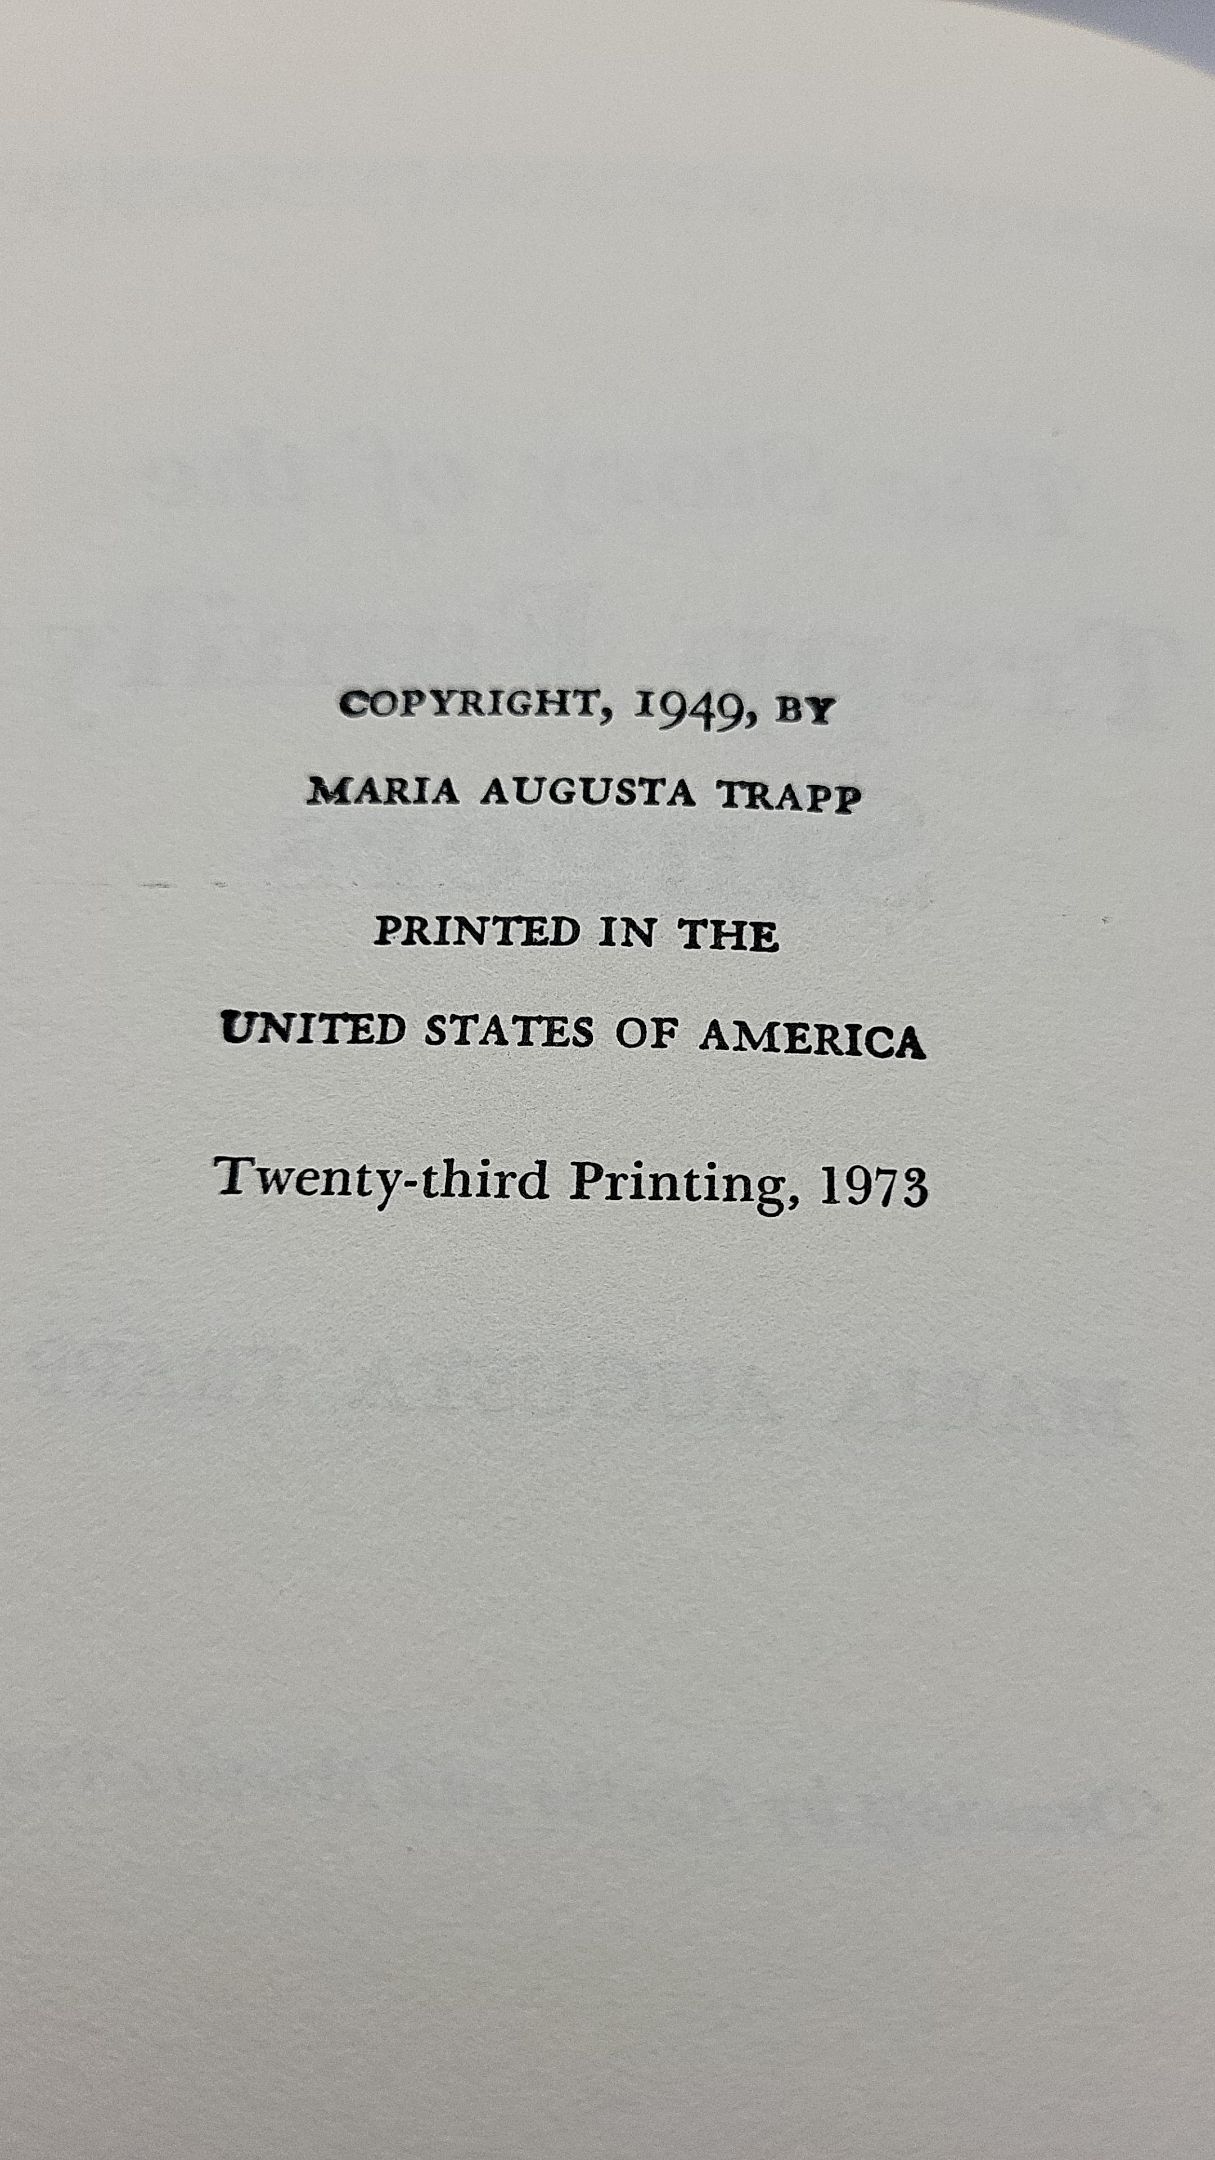 COPYRIGHT, 1949, BY
MARIA AUGUSTA TRAPP
PRINTED IN THE
UNITED STATES OF AMERICA
Twenty-third Printing, 1973